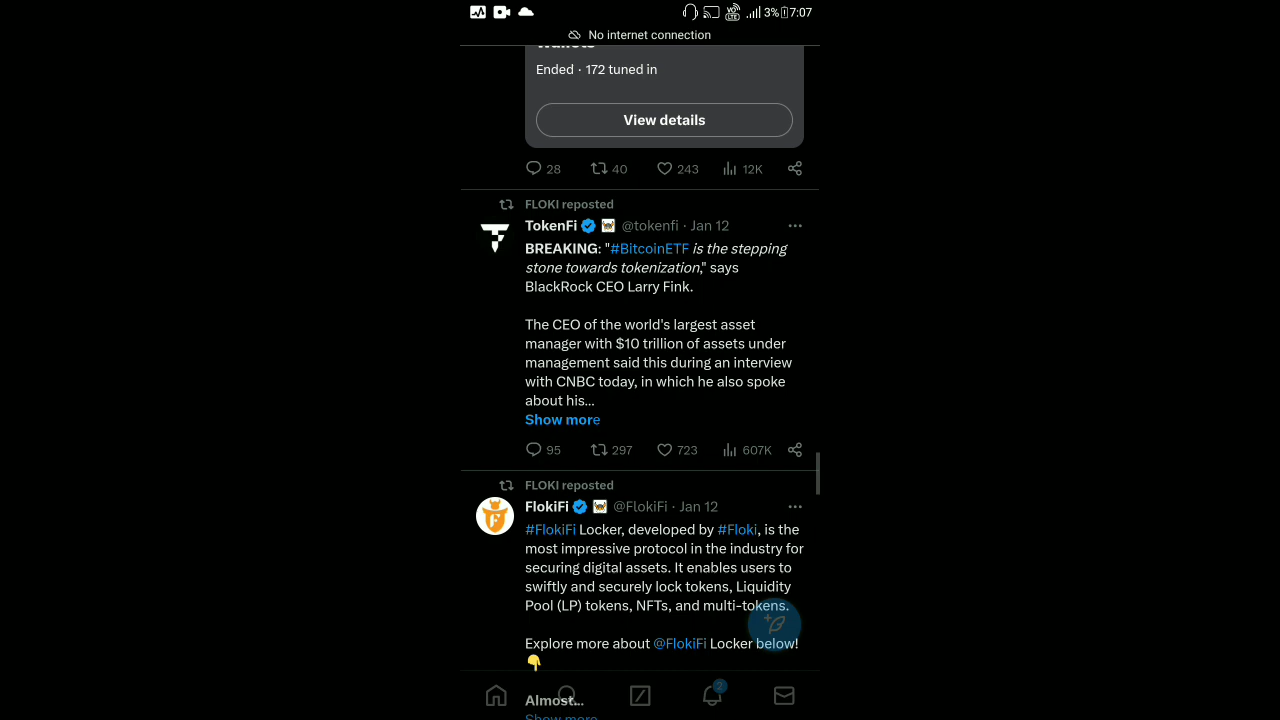 3% 7:07
No internet connection
Wallets
Ended · 172 tuned in
View details
28 40 243 12K
FLOKI reposted
TokenFi @tokenfi · Jan 12
BREAKING: "#BitcoinETF is the stepping
stone towards tokenization," says
BlackRock CEO Larry Fink.
The CEO of the world's largest asset
manager with $10 trillion of assets under
management said this during an interview
with CNBC today, in which he also spoke
about his...
Show more
95 297 723 607K
FLOKI reposted
FlokiFi @FlokiFi · Jan 12
#FlokiFi Locker, developed by #Floki, is the
most impressive protocol in the industry for
securing digital assets. It enables users to
swiftly and securely lock tokens, Liquidity
Pool (LP) tokens, NFTs, and multi-tokens.
Explore more about @FlokiFi Locker below!
👇
Almost...
Show more
2